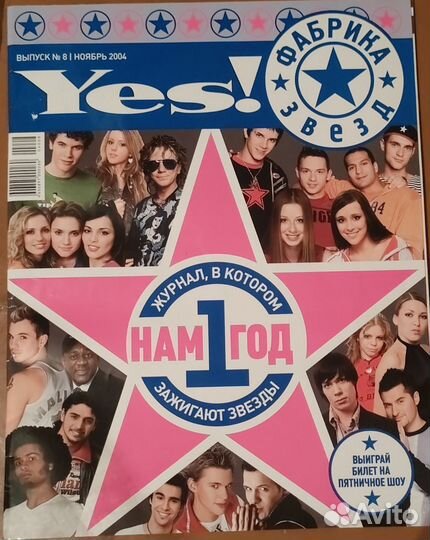 ВЫПУСК № 8 | НОЯБРЬ 2004
Yes!
ФАБРИКА
ЗВЕЗД
ЖУРНАЛ, В КОТОРОМ
НАМ 1 ГОД
ЗАЖИГАЮТ ЗВЕЗДЫ
ВЫИГРАЙ
БИЛЕТ НА
ПЯТНИЧНОЕ ШОУ
Avito